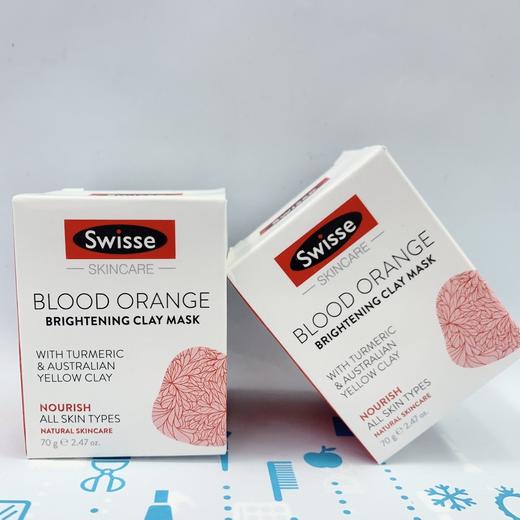 Swisse
SKINCARE
BLOOD ORANGE
BRIGHTENING CLAY MASK
WITH TURMERIC
& AUSTRALIAN
YELLOW CLAY
NOURISH
ALL SKIN TYPES
NATURAL SKINCARE
70 g ℮ 2.47 oz.
Swisse
SKINCARE
BLOOD ORANGE
BRIGHTENING CLAY MASK
WITH TURMERIC
& AUSTRALIAN
YELLOW CLAY
NOURISH
ALL SKIN TYPES
NATURAL SKINCARE
70 g ℮ 2.47 oz.